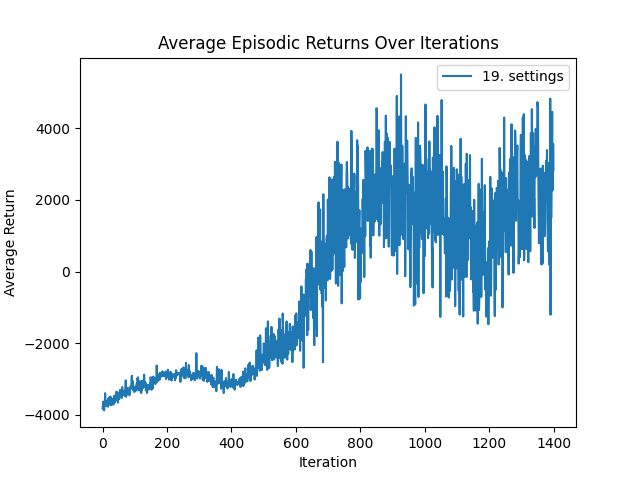 Average Episodic Returns Over Iterations
19. settings
Average Return
4000
2000
0
−2000
−4000
0 200 400 600 800 1000 1200 1400
Iteration